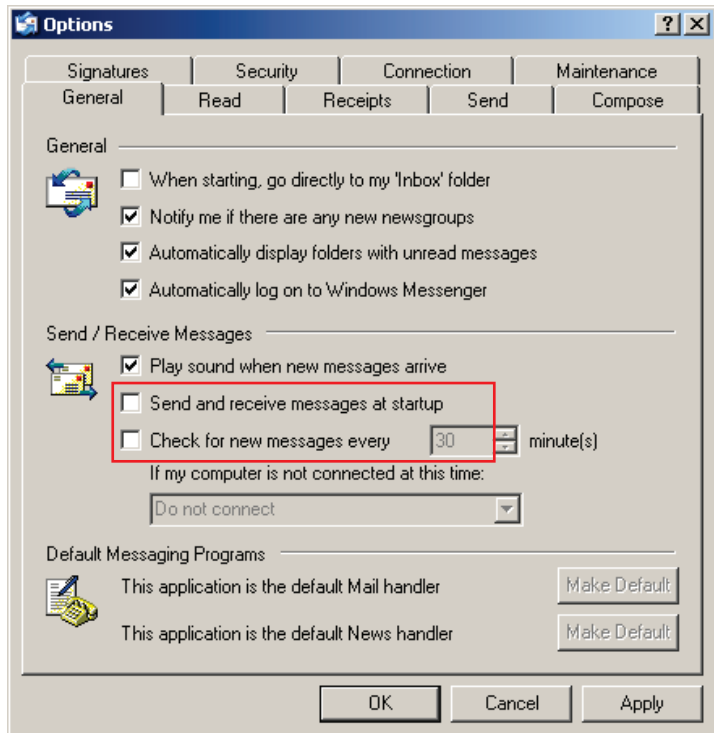 Options
Signatures Security Connection Maintenance
General Read Receipts Send Compose
General
When starting, go directly to my 'Inbox' folder
Notify me if there are any new newsgroups
Automatically display folders with unread messages
Automatically log on to Windows Messenger
Send / Receive Messages
Play sound when new messages arrive
Send and receive messages at startup
Check for new messages every 30 minute(s)
If my computer is not connected at this time:
Do not connect
Default Messaging Programs
This application is the default Mail handler Make Default
This application is the default News handler Make Default
OK Cancel Apply